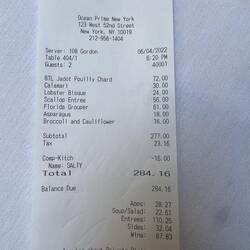 Ocean Prime New York
123 West 52nd Street
New York, NY 10019
212-956-1404
Server: 108 Gordon 06/04/2022
Table 404/1 6:20 PM
Guests: 2 40001
BTL Jadot Pouilly Chard 72.00
Calamari 30.00
Lobster Bisque 24.00
Scallop Entree 56.00
Florida Grouper 61.00
Asparagus 18.00
Broccoli and Cauliflower 16.00
Subtotal 277.00
Tax 23.16
Comp-Kitch -16.00
Name: SALTY
Total 284.16
Balance Due 284.16
Apps: 28.27
Soup/Salad: 22.61
Entrees: 110.25
Sides: 32.04
Wine: 67.83